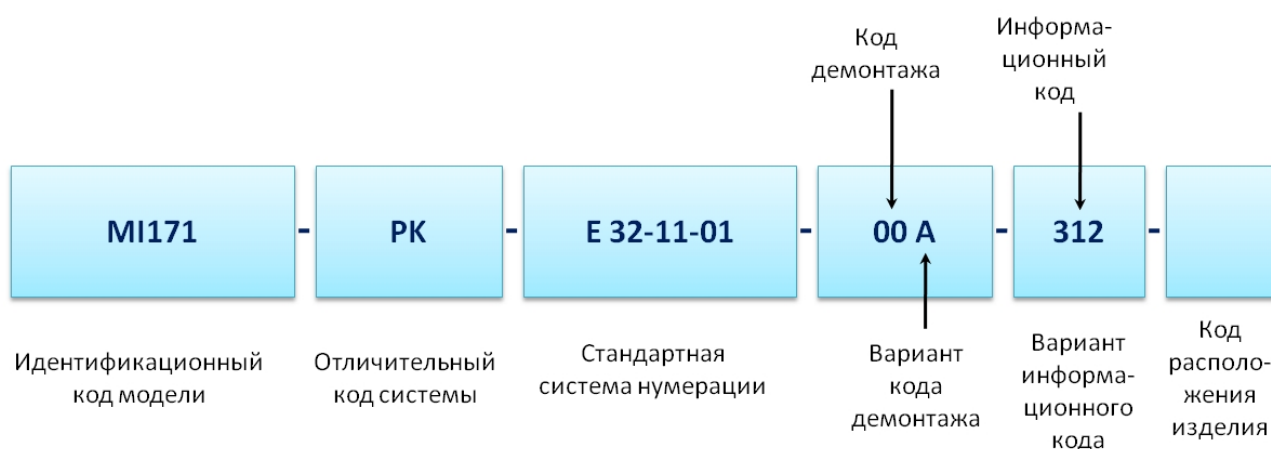 Код
демонтажа
Информа-
ционный
код
MI171 - PK - E 32-11-01 - 00 A - 312 -
Идентификационный
код модели
Отличительный
код системы
Стандартная
система нумерации
Вариант
кода
демонтажа
Вариант
информа-
ционного
кода
Код
располо-
жения
изделия